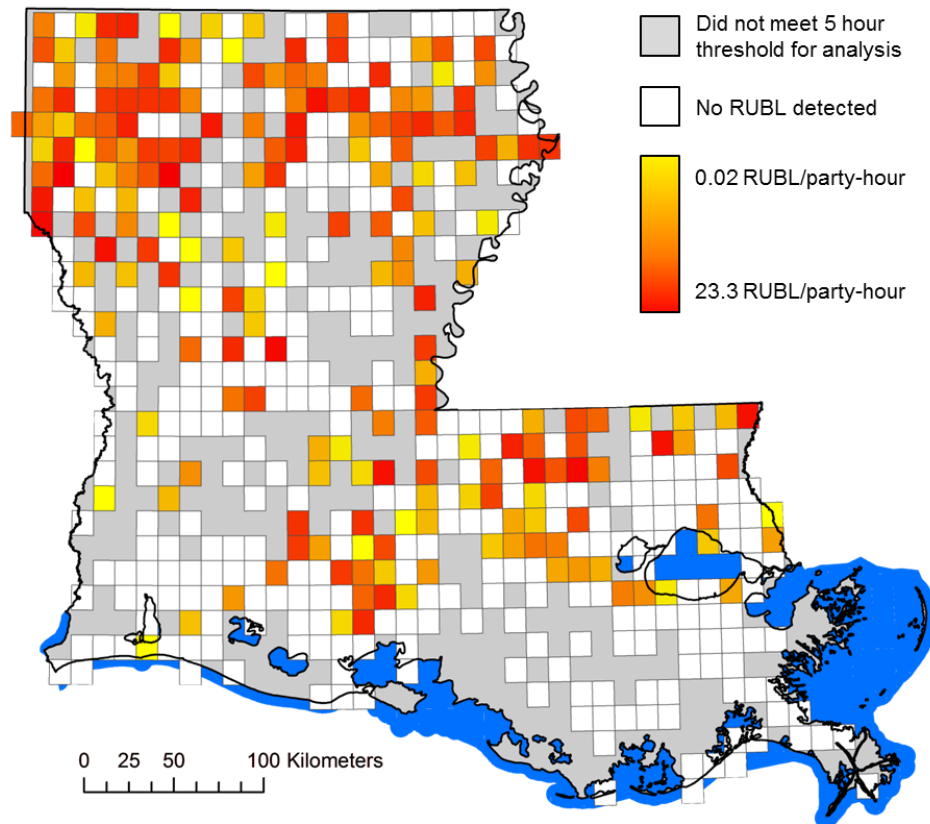 Did not meet 5 hour
threshold for analysis
No RUBL detected
0.02 RUBL/party-hour
23.3 RUBL/party-hour
0 25 50 100 Kilometers